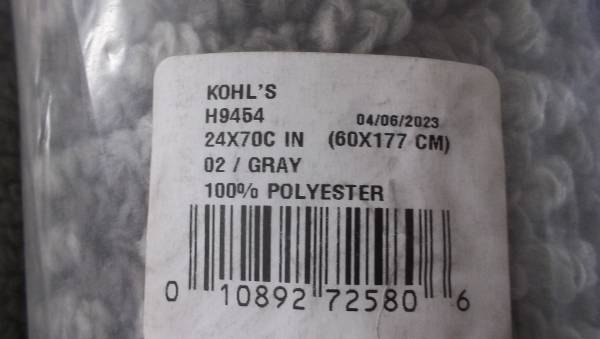 KOHL'S
H9454 04/06/2023
24X70C IN (60X177 CM)
02 / GRAY
100% POLYESTER
0 10892 72580 6